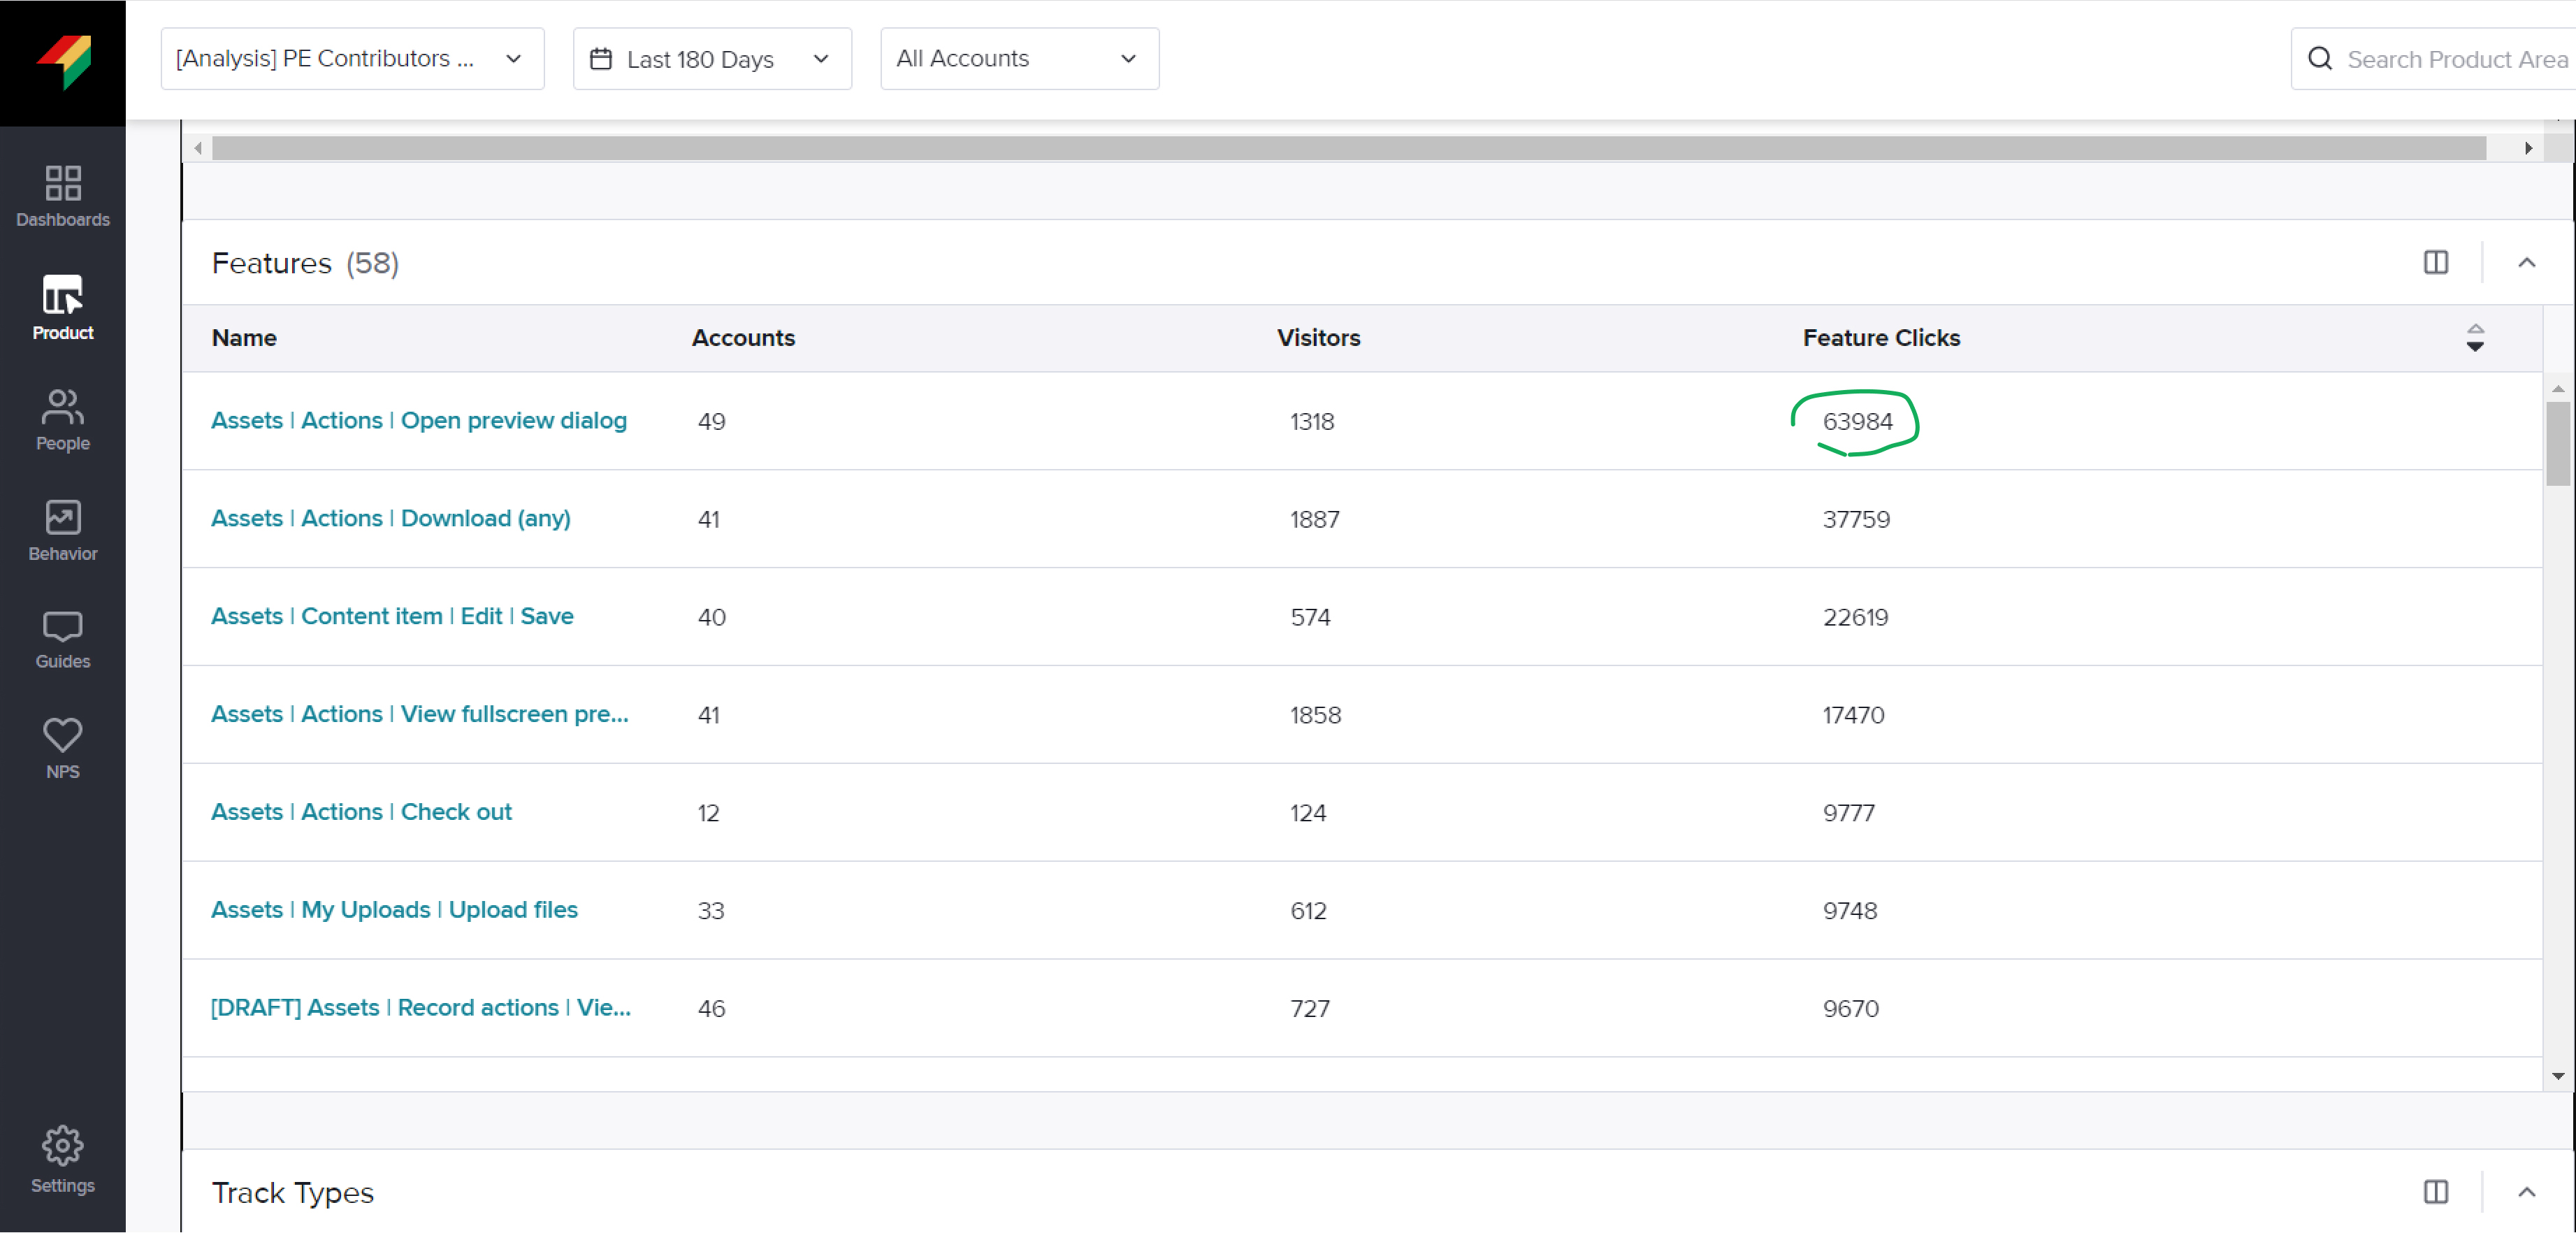 [Analysis] PE Contributors ...
Last 180 Days
All Accounts
Search Product Area
Dashboards
Product
People
Behavior
Guides
NPS
Settings
Features (58)
Name Accounts Visitors Feature Clicks
Assets | Actions | Open preview dialog 49 1318 63984
Assets | Actions | Download (any) 41 1887 37759
Assets | Content item | Edit | Save 40 574 22619
Assets | Actions | View fullscreen pre... 41 1858 17470
Assets | Actions | Check out 12 124 9777
Assets | My Uploads | Upload files 33 612 9748
[DRAFT] Assets | Record actions | Vie... 46 727 9670
Track Types